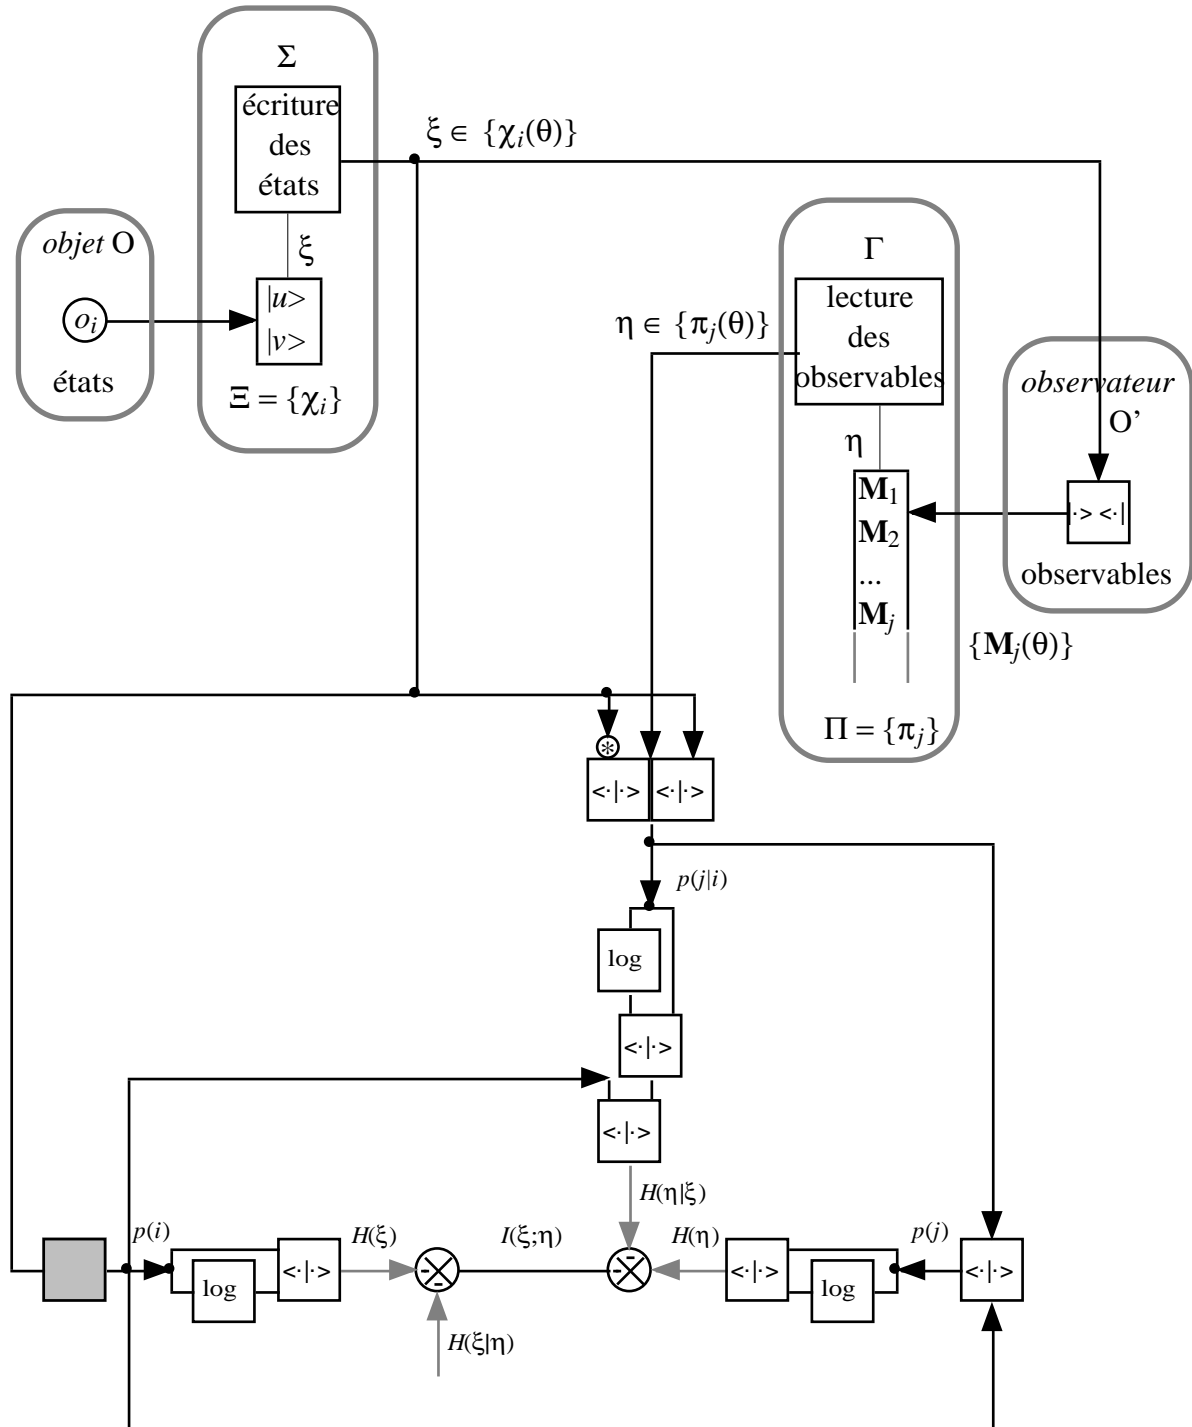 Σ
écriture
des
états
ξ ∈ {χ_i(θ)}
objet O
ξ
o_i
|u>
|v>
états
Ξ = {χ_i}
Γ
lecture
des
observables
η ∈ {π_j(θ)}
observateur
O’
η
M_1
M_2
...
M_j
|·> <·|
observables
{M_j(θ)}
Π = {π_j}
*
<·|·> <·|·>
p(j|i)
log
<·|·>
<·|·>
H(η|ξ)
p(i)
H(ξ)
I(ξ;η)
H(η)
p(j)
<·|·>
log
- -
- -
<·|·>
log
<·|·>
H(ξ|η)